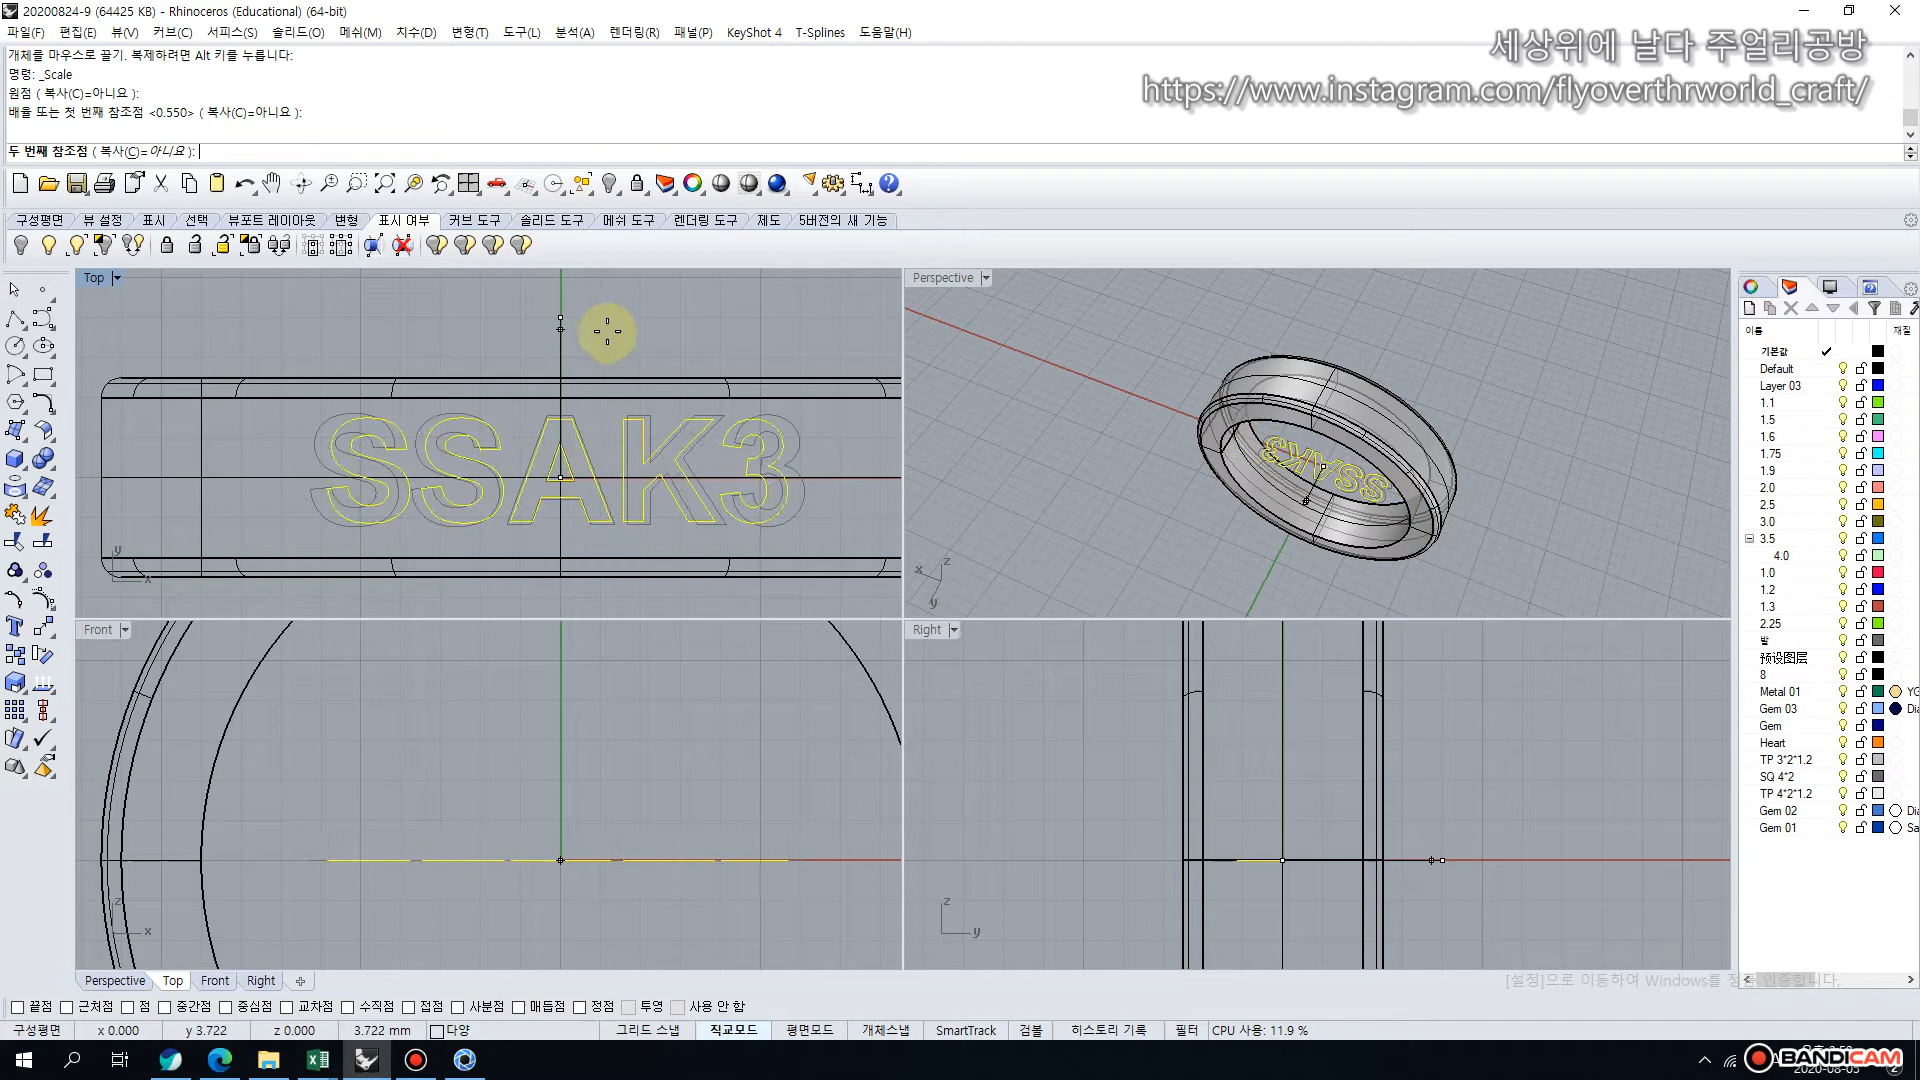 20200824-9 (64425 KB) - Rhinoceros (Educational) (64-bit)
파일(F) 편집(E) 뷰(V) 커브(C) 서피스(S) 솔리드(O) 메쉬(M) 치수(D) 변형(T) 도구(L) 분석(A) 렌더링(R) 패널(P) KeyShot 4 T-Splines 도움말(H)
세상위에 날다 주얼리공방
https://www.instagram.com/flyoverthrworld_craft/
개체를 마우스로 끌기. 복제하려면 Alt 키를 누릅니다:
명령: _Scale
원점 ( 복사(C)=아니요 ):
배율 또는 첫 번째 참조점 <0.550> ( 복사(C)=아니요 ):
두 번째 참조점 ( 복사(C)=아니요 ):
구성평면 뷰 설정 표시 선택 뷰포트 레이아웃 변형 표시 여부 커브 도구 솔리드 도구 메쉬 도구 렌더링 도구 제도 5버전의 새 기능
Top
Perspective
SSAK3
SSAK3
y
x
x z
y
Front
Right
z
x
z
y
이름
재질
기본값
Default
Layer 03
1.1
1.5
1.6
1.75
1.9
2.0
2.5
3.0
3.5
4.0
1.0
1.2
1.3
2.25
발
预设图层
8
Metal 01 YG
Gem 03 Dia
Gem
Heart
TP 3*2*1.2
SQ 4*2
TP 4*2*1.2
Gem 02 Dia
Gem 01 Sa
Perspective Top Front Right
[설정]으로 이동하여 Windows를 정품 인증합니다.
끝점 근처점 점 중간점 중심점 교차점 수직점 접점 사분점 매듭점 정점 투영 사용 안 함
구성평면 x 0.000 y 3.722 z 0.000 3.722 mm 다양 그리드 스냅 직교모드 평면모드 개체스냅 SmartTrack 검볼 히스토리 기록 필터 CPU 사용: 11.9 %
BANDICAM
2020-08-05
2